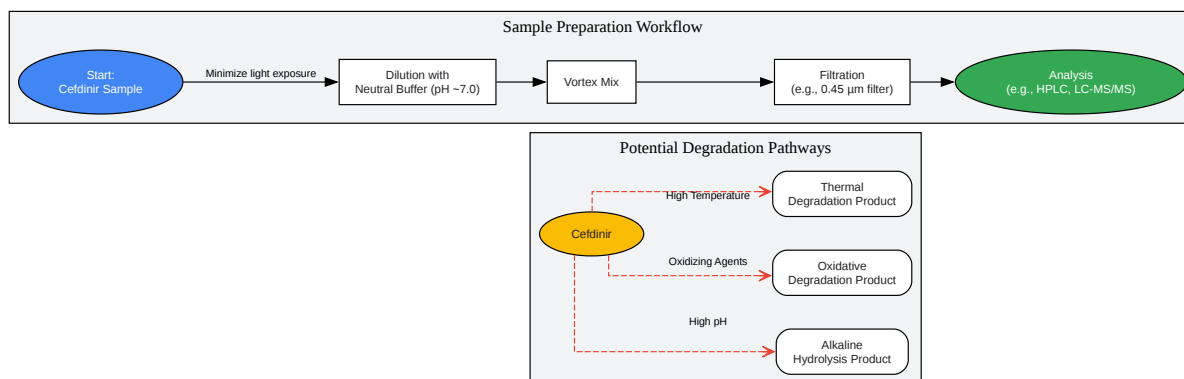 Sample Preparation Workflow
Start:
Cefdinir Sample
Minimize light exposure
Dilution with
Neutral Buffer (pH ~7.0)
Vortex Mix
Filtration
(e.g., 0.45 µm filter)
Analysis
(e.g., HPLC, LC-MS/MS)
Potential Degradation Pathways
Cefdinir
High Temperature
Thermal
Degradation Product
Oxidizing Agents
Oxidative
Degradation Product
High pH
Alkaline
Hydrolysis Product